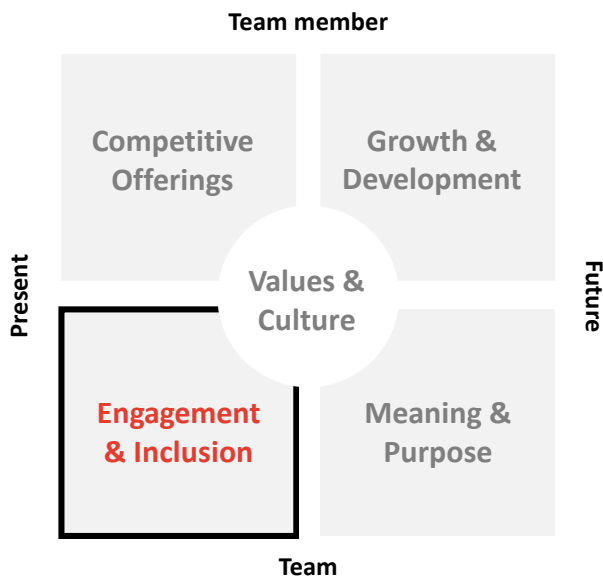 Team member
Competitive
Offerings
Growth &
Development
Present
Values &
Culture
Future
Engagement
& Inclusion
Meaning &
Purpose
Team